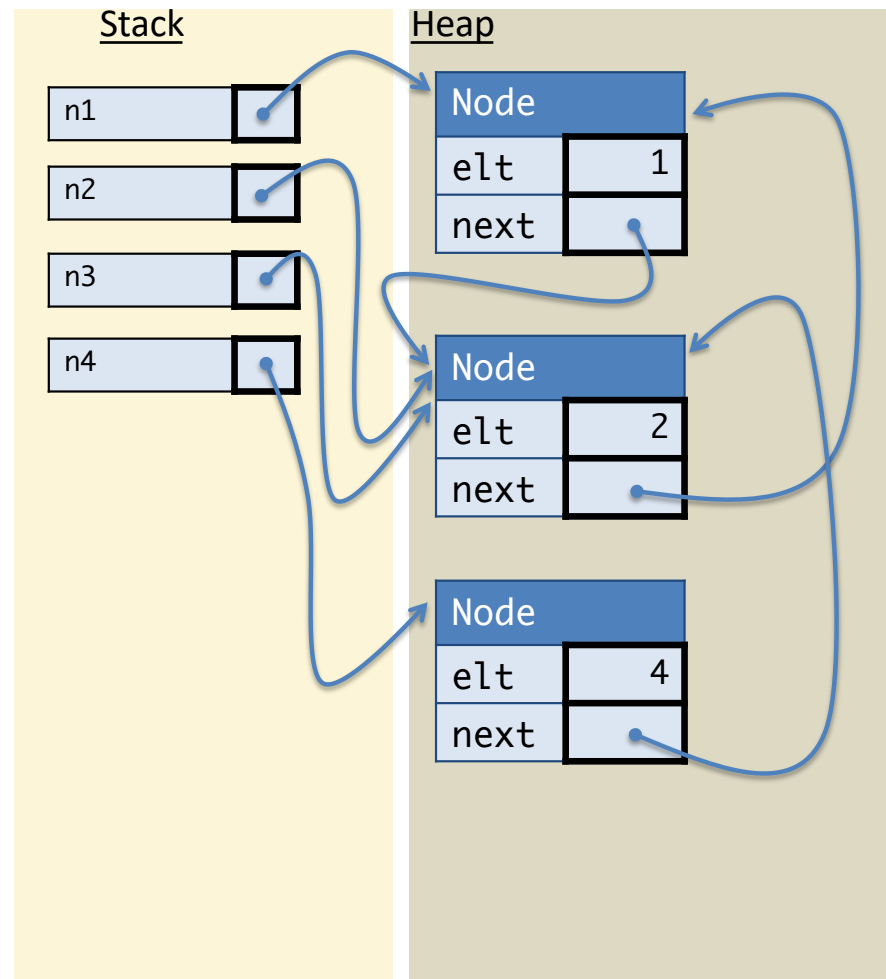 Stack
Heap
n1
n2
n3
n4
Node
elt 1
next
Node
elt 2
next
Node
elt 4
next